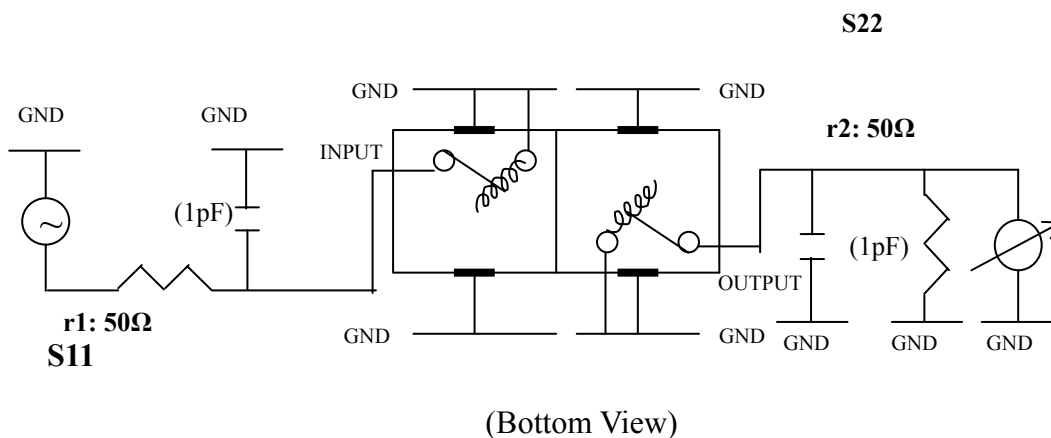 S22
GND
GND
GND
GND
r2: 50Ω
INPUT
(1pF)
(1pF)
OUTPUT
r1: 50Ω
S11
GND
GND
GND
GND
GND
(Bottom View)